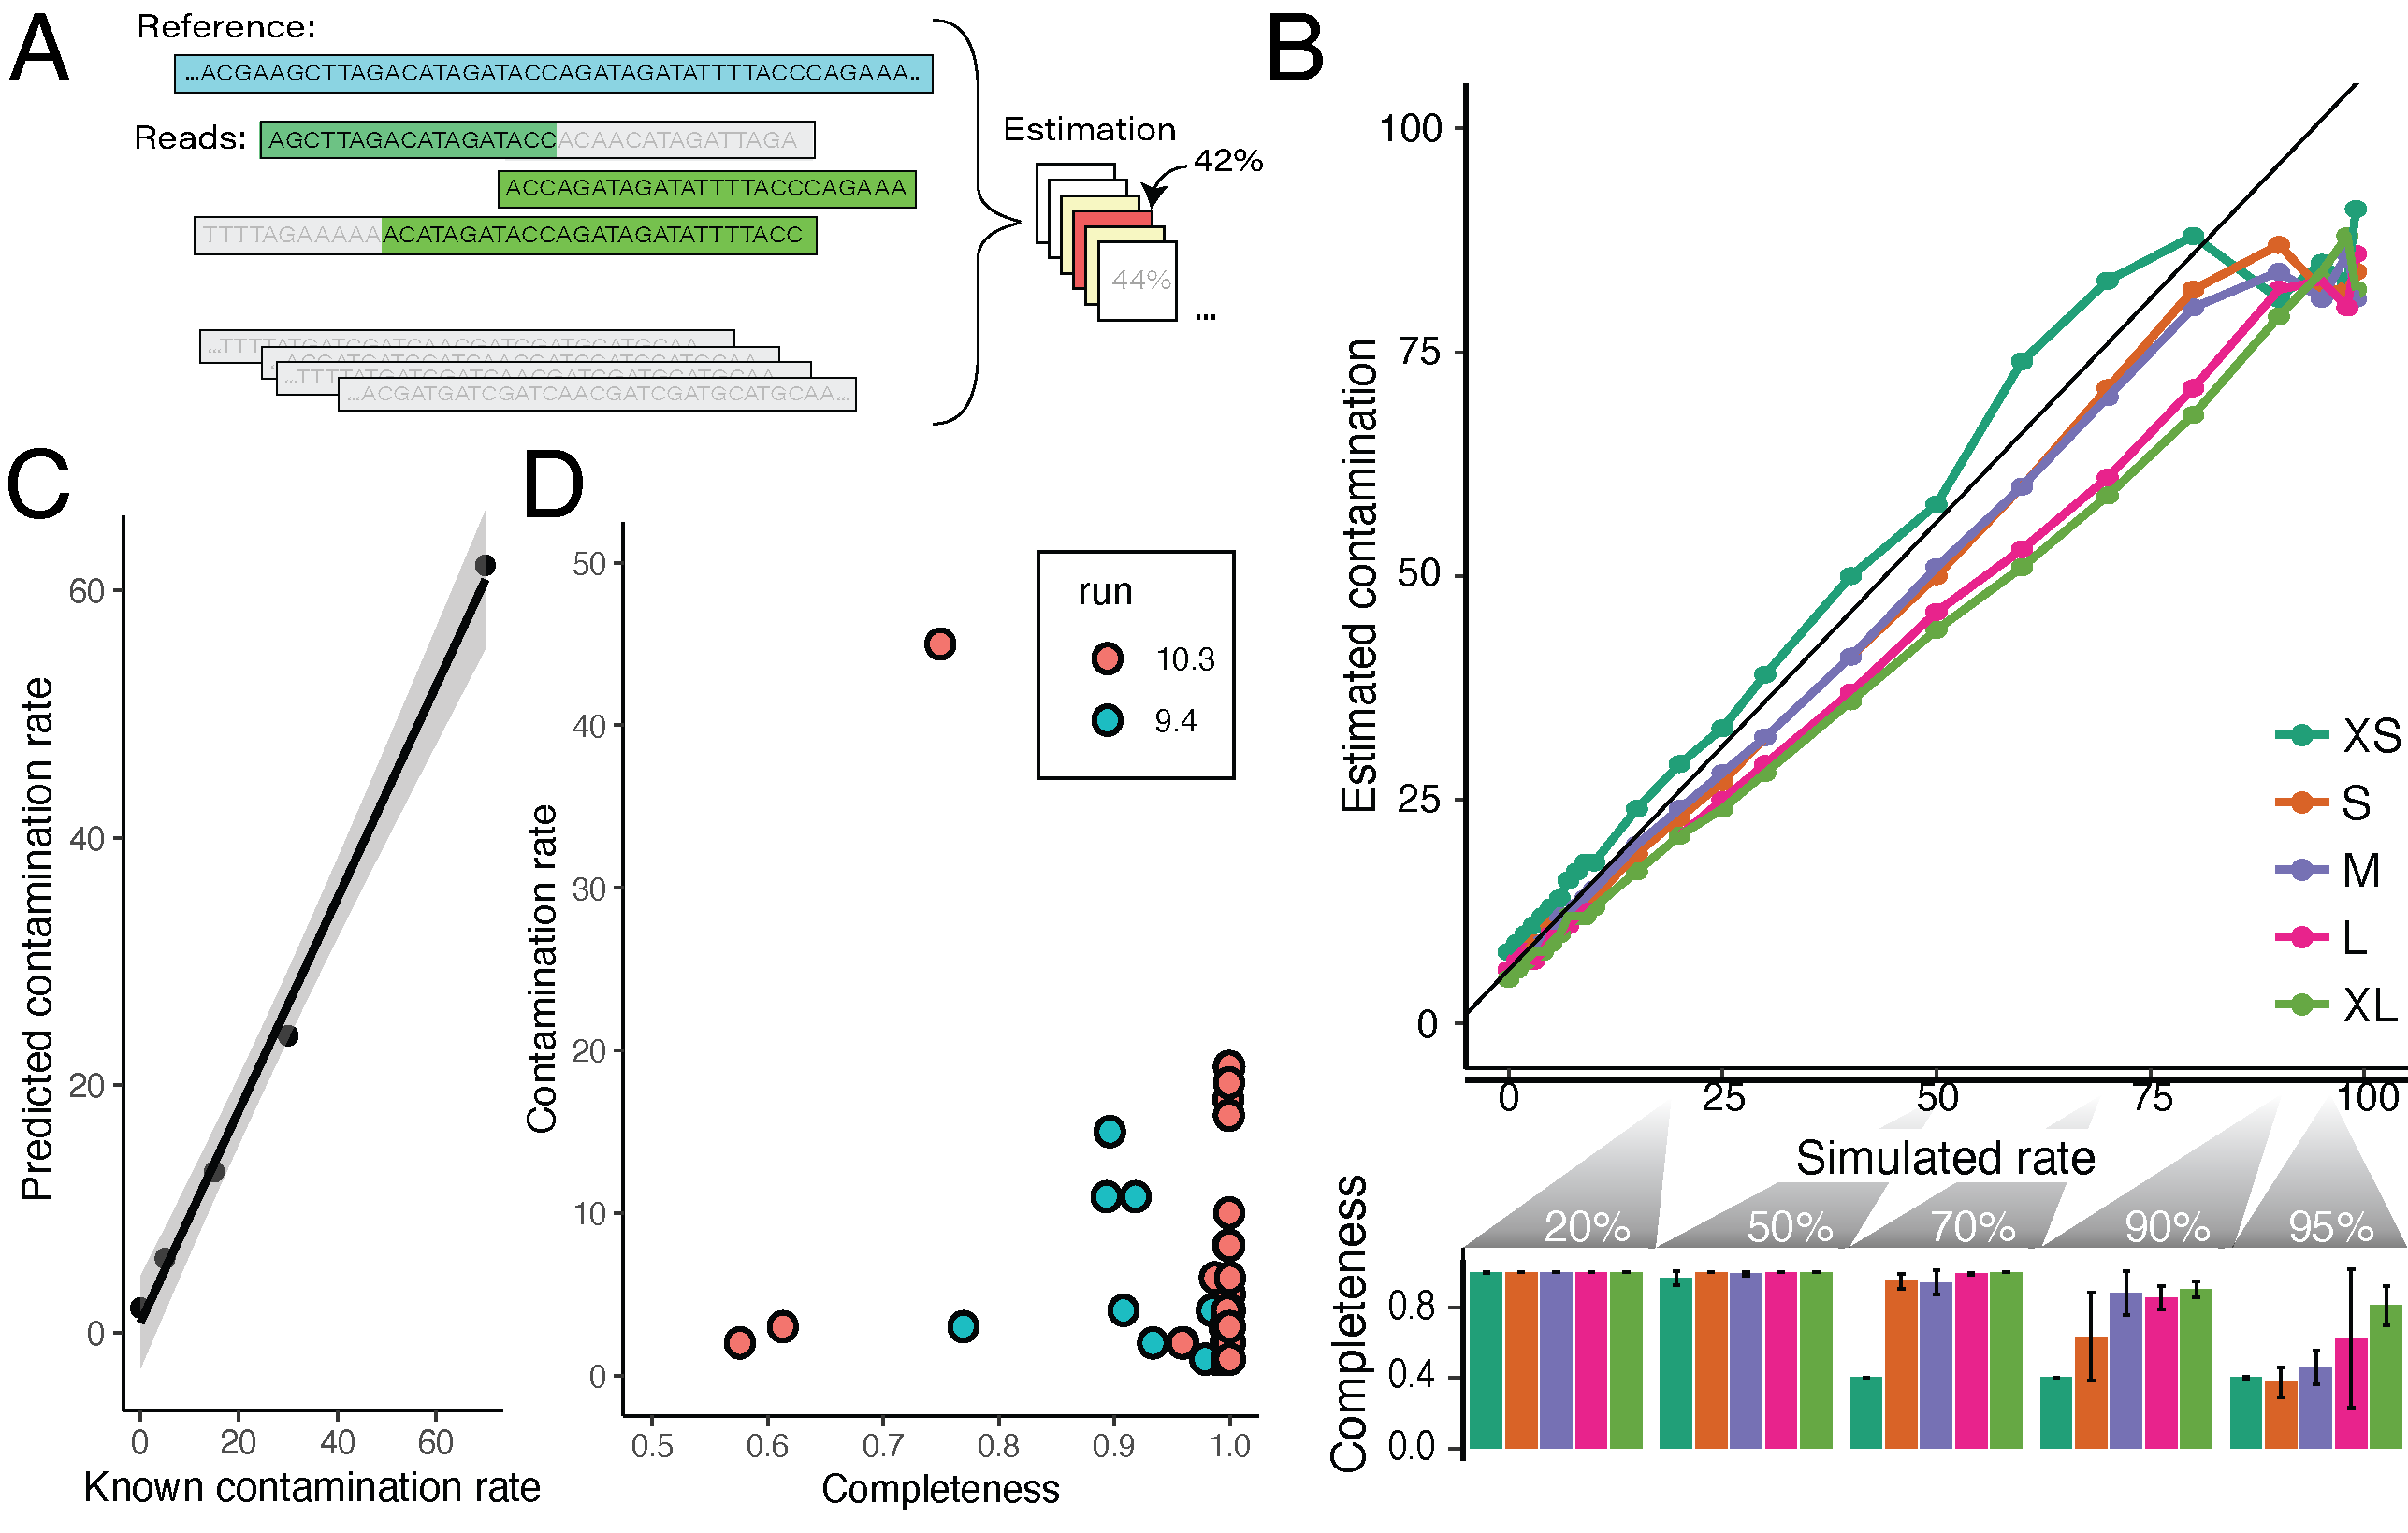 A
Reference:
...ACGAAGCTTAGACATAGATACCAGATAGATATTTTACCCAGAAA..
Reads:
AGCTTAGACATAGATACCACAACATAGATTAGA
ACCAGATAGATATTTTACCCAGAAA
TTTTAGAAAAAACATAGATACCAGATAGATATTTTACC
...ACGATGATCGATCAACGATCGATGCATGCAA...
Estimation
42%
44%
...
B
Estimated contamination
100
75
50
25
0
XS
S
M
L
XL
0 25 50 75 100
Simulated rate
20% 50% 70% 90% 95%
Completeness
0.8
0.4
0.0
C
Predicted contamination rate
60
40
20
0
0 20 40 60
Known contamination rate
D
Contamination rate
50
40
30
20
10
0
run
10.3
9.4
0.5 0.6 0.7 0.8 0.9 1.0
Completeness